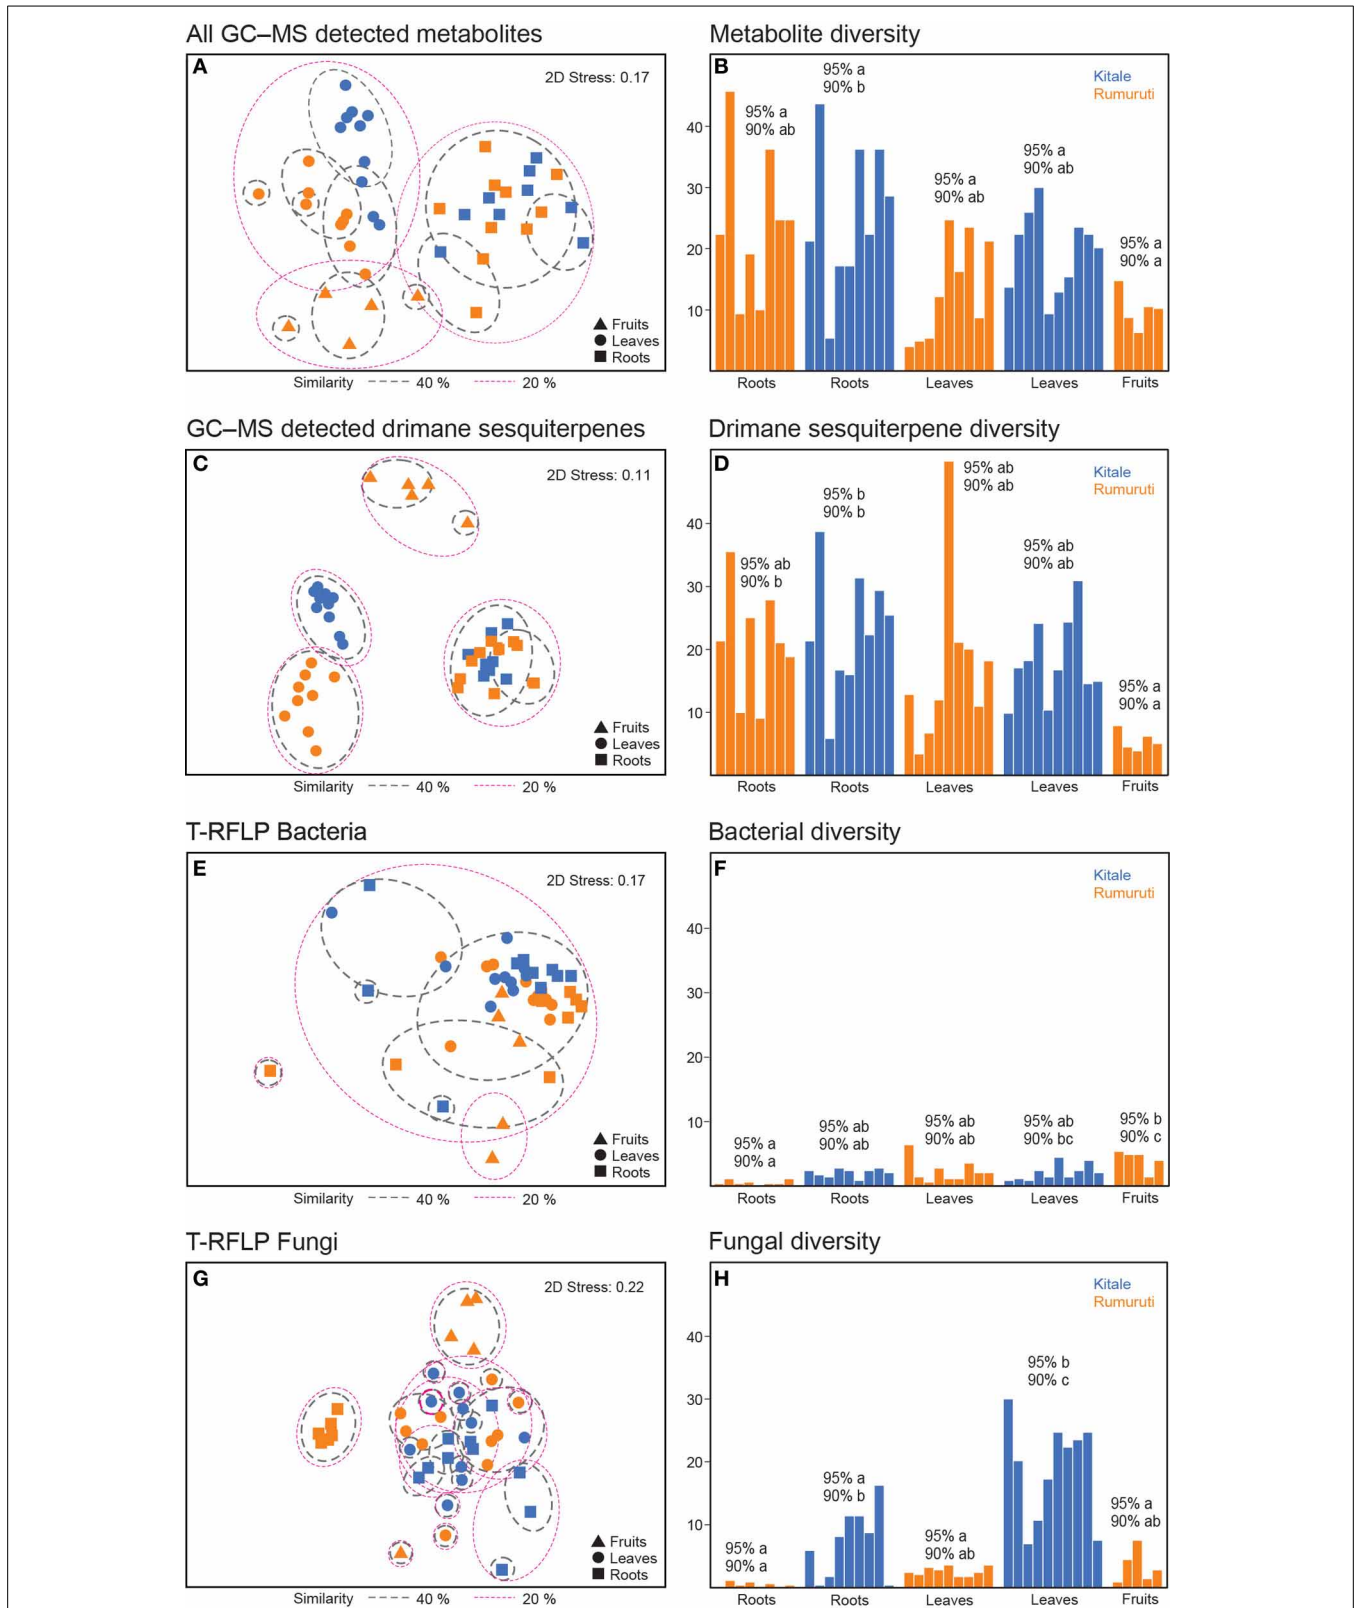 All GC–MS detected metabolites
A
2D Stress: 0.17
Fruits
Leaves
Roots
Similarity 40 % 20 %
Metabolite diversity
B
Kitale
Rumuruti
40
30
20
10
95% a
90% ab
95% a
90% b
95% a
90% ab
95% a
90% ab
95% a
90% a
Roots Roots Leaves Leaves Fruits
GC–MS detected drimane sesquiterpenes
C
2D Stress: 0.11
Fruits
Leaves
Roots
Similarity 40 % 20 %
Drimane sesquiterpene diversity
D
Kitale
Rumuruti
40
30
20
10
95% ab
90% b
95% b
90% b
95% ab
90% ab
95% ab
90% ab
95% a
90% a
Roots Roots Leaves Leaves Fruits
T-RFLP Bacteria
E
2D Stress: 0.17
Fruits
Leaves
Roots
Similarity 40 % 20 %
Bacterial diversity
F
Kitale
Rumuruti
40
30
20
10
95% a
90% a
95% ab
90% ab
95% ab
90% ab
95% ab
90% bc
95% b
90% c
Roots Roots Leaves Leaves Fruits
T-RFLP Fungi
G
2D Stress: 0.22
Fruits
Leaves
Roots
Similarity 40 % 20 %
Fungal diversity
H
Kitale
Rumuruti
40
30
20
10
95% a
90% a
95% a
90% b
95% a
90% ab
95% b
90% c
95% a
90% ab
Roots Roots Leaves Leaves Fruits